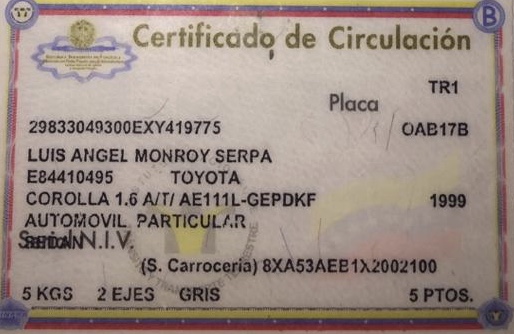 B
Certificado de Circulación
TR1
Placa
29833049300EXY419775 OAB17B
LUIS ANGEL MONROY SERPA
E84410495 TOYOTA
COROLLA 1.6 A/T/ AE111L-GEPDKF 1999
AUTOMOVIL PARTICULAR
SEDAN
Serial N.I.V.
(S. Carrocería) 8XA53AEB1X2002100
5 KGS 2 EJES GRIS 5 PTOS.